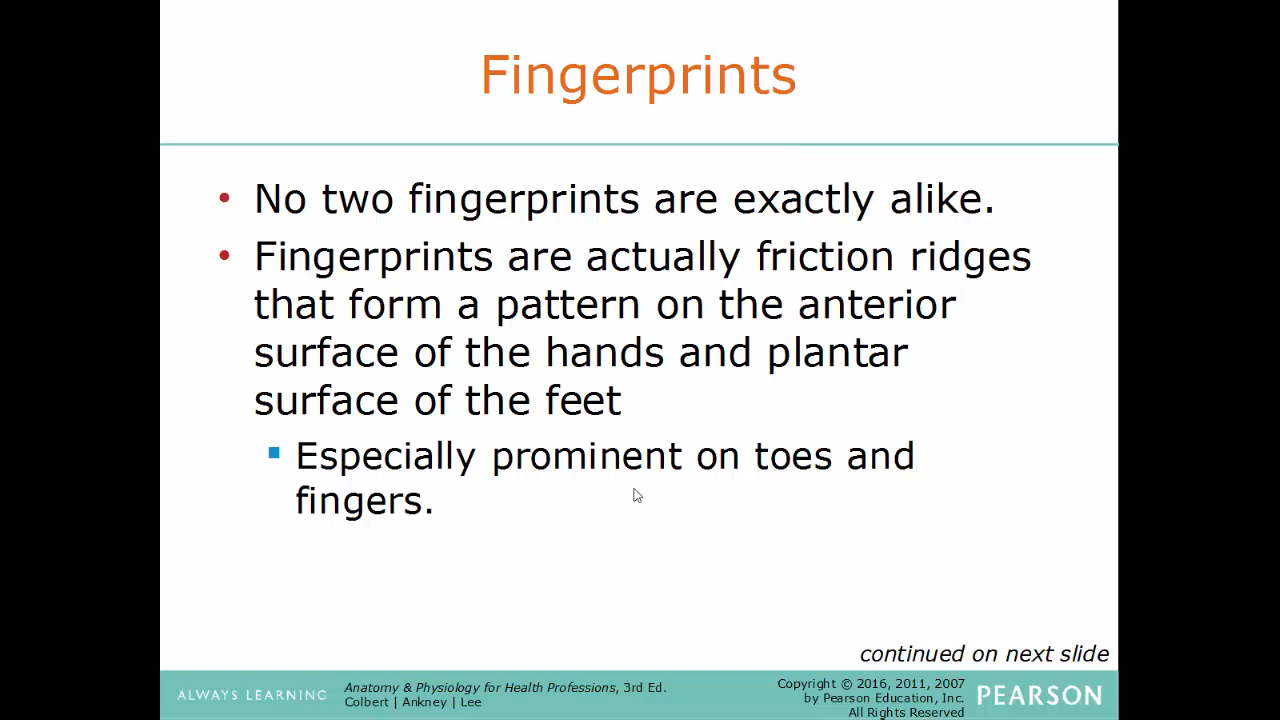 Fingerprints
• No two fingerprints are exactly alike.
• Fingerprints are actually friction ridges
that form a pattern on the anterior
surface of the hands and plantar
surface of the feet
▪ Especially prominent on toes and
fingers.
continued on next slide
ALWAYS LEARNING
Anatomy & Physiology for Health Professions, 3rd Ed.
Colbert | Ankney | Lee
Copyright © 2016, 2011, 2007
by Pearson Education, Inc.
All Rights Reserved
PEARSON